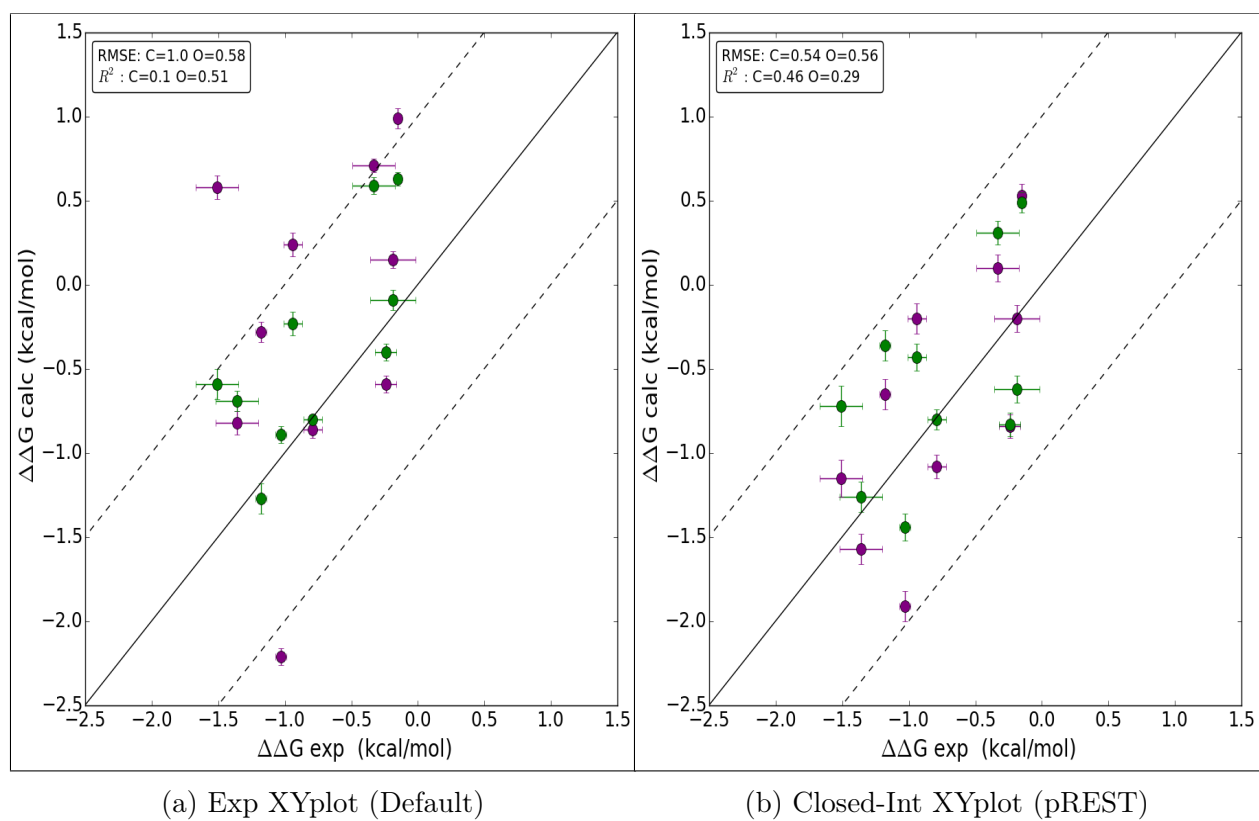 RMSE: C=1.0 O=0.58
R² : C=0.1 O=0.51
1.5
1.0
0.5
0.0
−0.5
−1.0
−1.5
−2.0
−2.5
ΔΔG calc (kcal/mol)
−2.5 −2.0 −1.5 −1.0 −0.5 0.0 0.5 1.0 1.5
ΔΔG exp (kcal/mol)
(a) Exp XYplot (Default)
RMSE: C=0.54 O=0.56
R² : C=0.46 O=0.29
1.5
1.0
0.5
0.0
−0.5
−1.0
−1.5
−2.0
−2.5
ΔΔG calc (kcal/mol)
−2.5 −2.0 −1.5 −1.0 −0.5 0.0 0.5 1.0 1.5
ΔΔG exp (kcal/mol)
(b) Closed-Int XYplot (pREST)